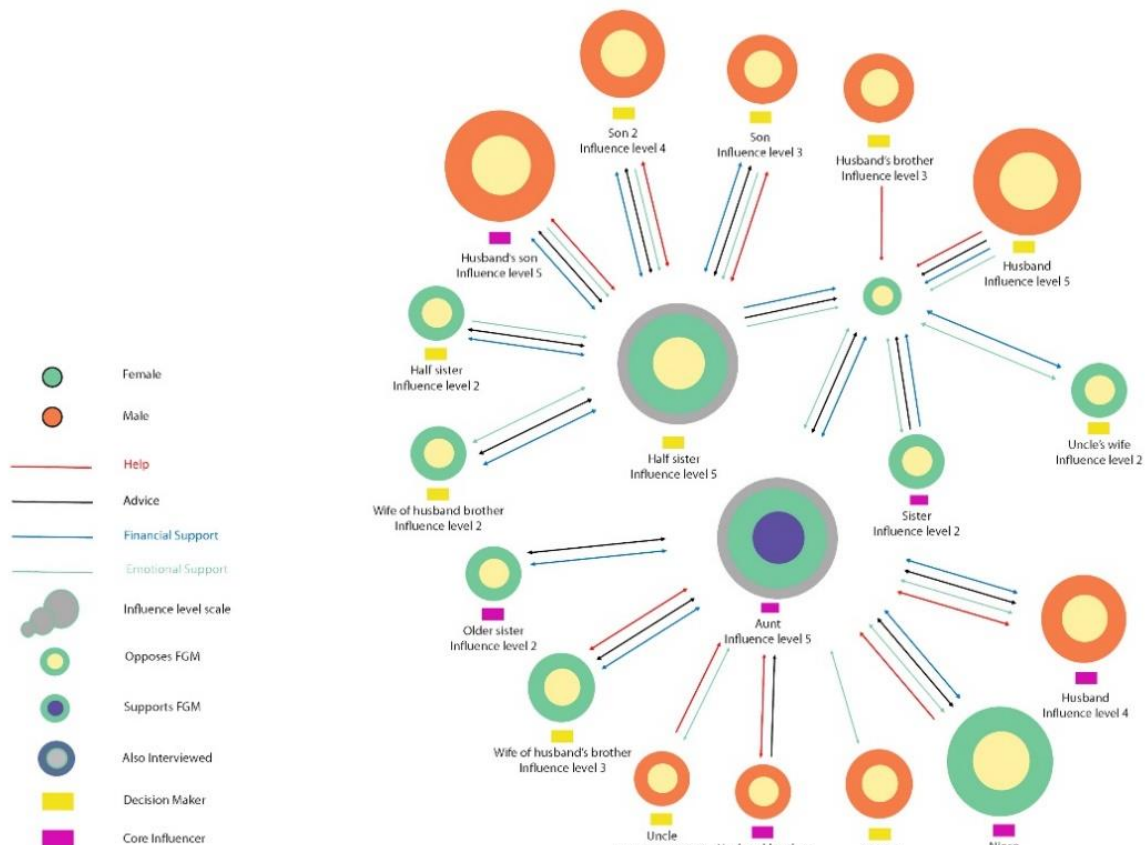 Son 2
Influence level 4
Son
Influence level 3
Husband's brother
Influence level 3
Husband's son
Influence level 5
Husband
Influence level 5
Half sister
Influence level 2
Half sister
Influence level 5
Uncle's wife
Influence level 2
Wife of husband brother
Influence level 2
Sister
Influence level 2
Older sister
Influence level 2
Aunt
Influence level 5
Husband
Influence level 4
Wife of husband's brother
Influence level 3
Uncle
Female
Male
Help
Advice
Financial Support
Emotional Support
Influence level scale
Opposes FGM
Supports FGM
Also Interviewed
Decision Maker
Core Influencer